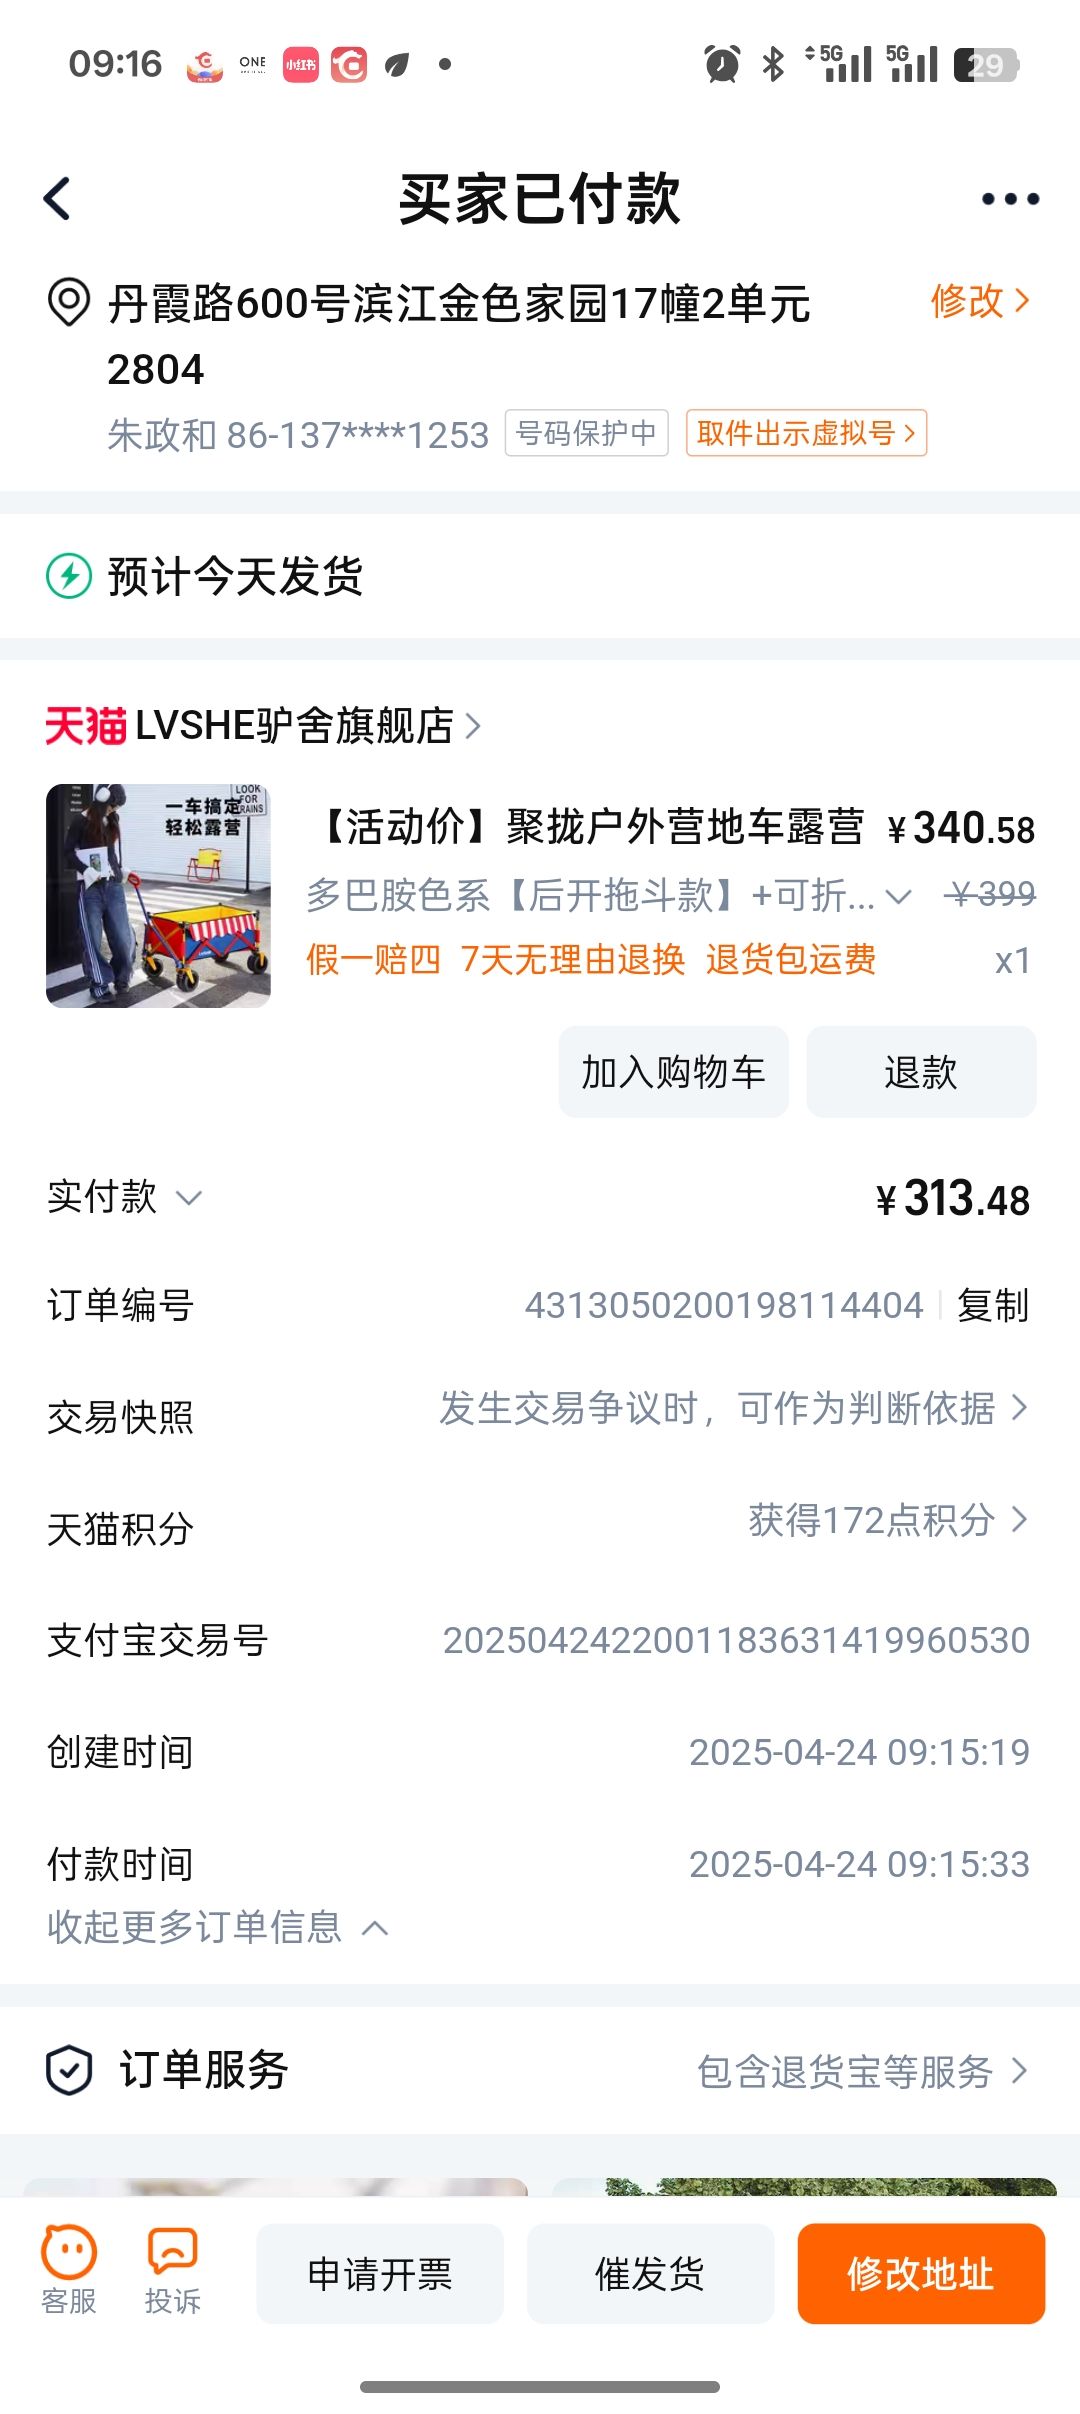 09:16 ONE 小红书 5G 5G 29
买家已付款
丹霞路600号滨江金色家园17幢2单元 修改
2804
朱政和 86-137****1253 号码保护中 取件出示虚拟号
预计今天发货
天猫 LVSHE驴舍旗舰店
LOOK
FOR
TRAINS
一车搞定
轻松露营
【活动价】聚拢户外营地车露营 ¥340.58
多巴胺色系【后开拖斗款】+可折... ¥399
假一赔四 7天无理由退换 退货包运费 x1
加入购物车 退款
实付款 ¥313.48
订单编号 4313050200198114404 复制
交易快照 发生交易争议时，可作为判断依据
天猫积分 获得172点积分
支付宝交易号 2025042422001183631419960530
创建时间 2025-04-24 09:15:19
付款时间 2025-04-24 09:15:33
收起更多订单信息
订单服务 包含退货宝等服务
客服 投诉 申请开票 催发货 修改地址